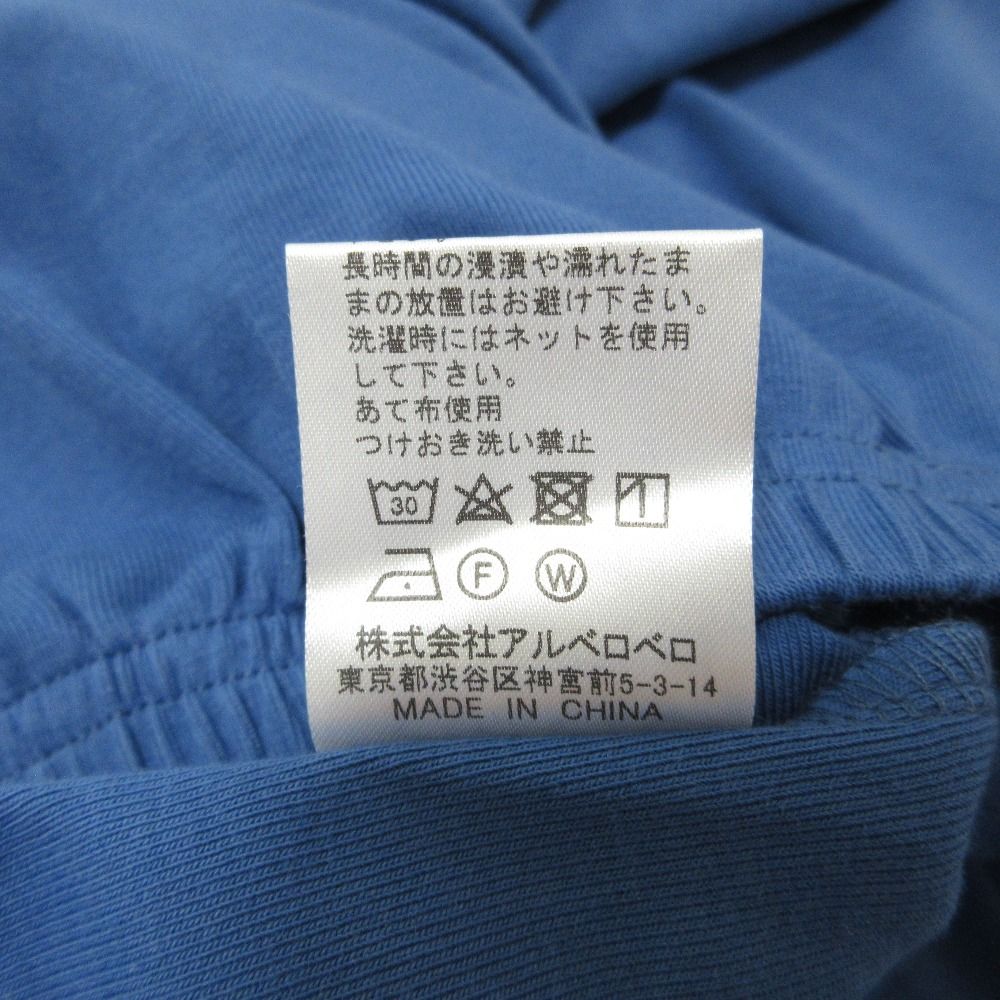 長時間の浸漬や濡れたま
まの放置はお避け下さい。
洗濯時にはネットを使用
して下さい。
あて布使用
つけおき洗い禁止
30
F W
株式会社アルベロベロ
東京都渋谷区神宮前5-3-14
MADE IN CHINA